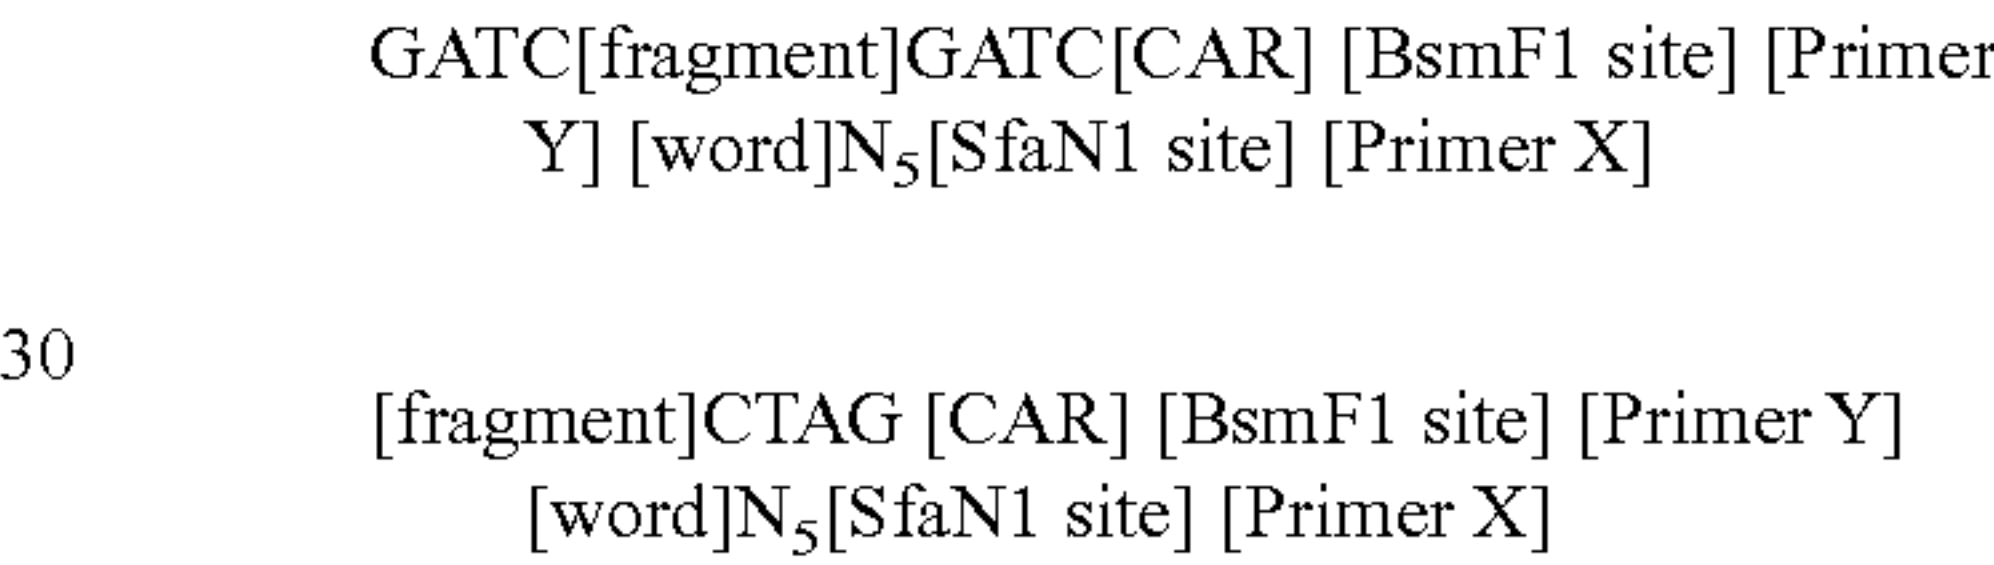 GATC[fragment]GATC[CAR] [BsmF1 site] [Primer
Y] [word]N₅[SfaN1 site] [Primer X]
30
[fragment]CTAG [CAR] [BsmF1 site] [Primer Y]
[word]N₅[SfaN1 site] [Primer X]